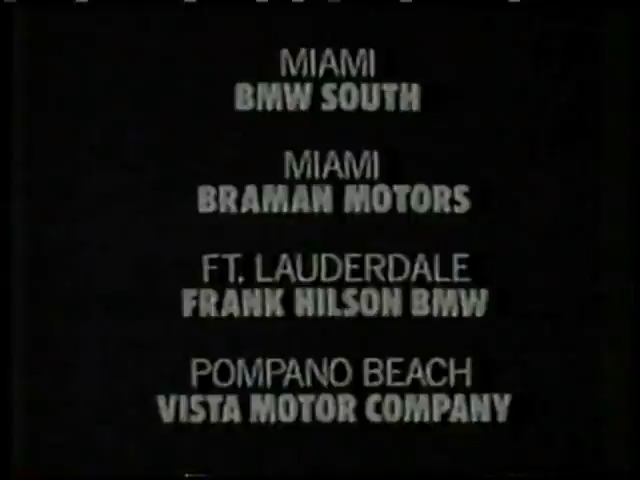 MIAMI
BMW SOUTH
MIAMI
BRAMAN MOTORS
FT. LAUDERDALE
FRANK HILSON BMW
POMPANO BEACH
VISTA MOTOR COMPANY